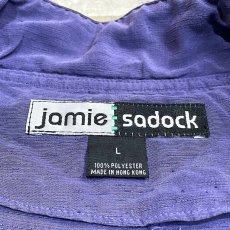 jamie sadock
L
100% POLYESTER
MADE IN HONG KONG